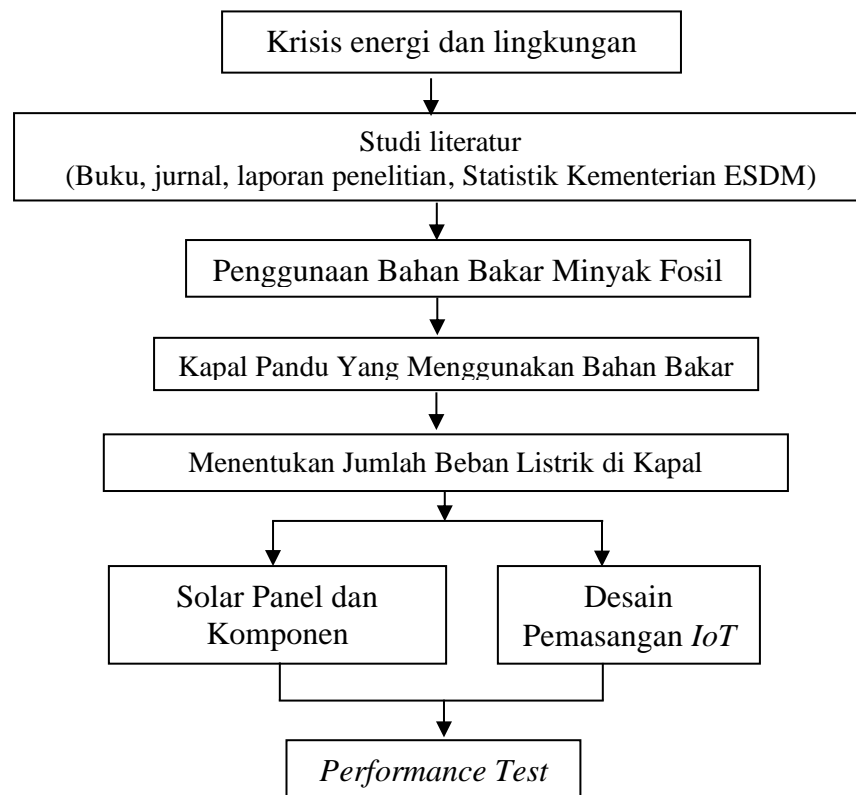 Krisis energi dan lingkungan
Studi literatur
(Buku, jurnal, laporan penelitian, Statistik Kementerian ESDM)
Penggunaan Bahan Bakar Minyak Fosil
Kapal Pandu Yang Menggunakan Bahan Bakar
Menentukan Jumlah Beban Listrik di Kapal
Solar Panel dan
Komponen
Desain
Pemasangan IoT
Performance Test